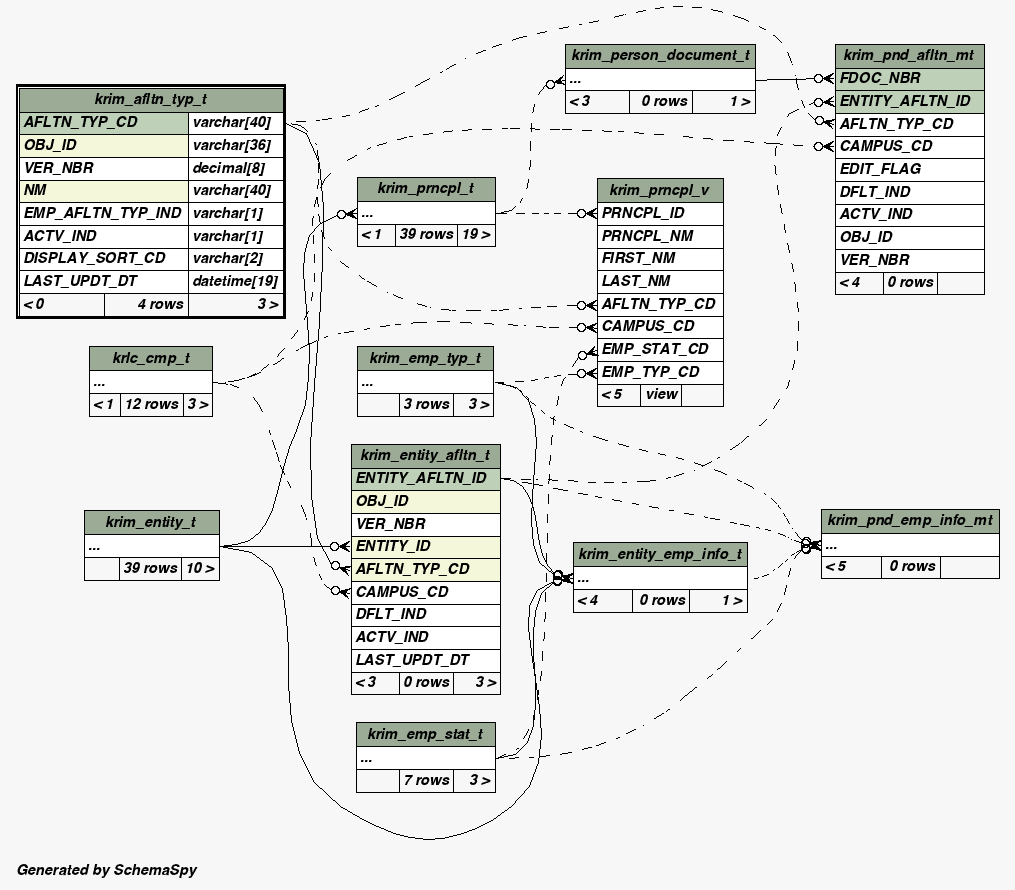 krim_afltn_typ_t
AFLTN_TYP_CD varchar[40]
OBJ_ID varchar[36]
VER_NBR decimal[8]
NM varchar[40]
EMP_AFLTN_TYP_IND varchar[1]
ACTV_IND varchar[1]
DISPLAY_SORT_CD varchar[2]
LAST_UPDT_DT datetime[19]
< 0 4 rows 3 >
krim_person_document_t
...
< 3 0 rows 1 >
krim_pnd_afltn_mt
FDOC_NBR
ENTITY_AFLTN_ID
AFLTN_TYP_CD
CAMPUS_CD
EDIT_FLAG
DFLT_IND
ACTV_IND
OBJ_ID
VER_NBR
< 4 0 rows
krim_prncpl_t
...
< 1 39 rows 19 >
krim_prncpl_v
PRNCPL_ID
PRNCPL_NM
FIRST_NM
LAST_NM
AFLTN_TYP_CD
CAMPUS_CD
EMP_STAT_CD
EMP_TYP_CD
< 5 view
krlc_cmp_t
...
< 1 12 rows 3 >
krim_emp_typ_t
...
3 rows 3 >
krim_entity_afltn_t
ENTITY_AFLTN_ID
OBJ_ID
VER_NBR
ENTITY_ID
AFLTN_TYP_CD
CAMPUS_CD
DFLT_IND
ACTV_IND
LAST_UPDT_DT
< 3 0 rows 3 >
krim_entity_t
...
39 rows 10 >
krim_entity_emp_info_t
...
< 4 0 rows 1 >
krim_pnd_emp_info_mt
...
< 5 0 rows
krim_emp_stat_t
...
7 rows 3 >
Generated by SchemaSpy